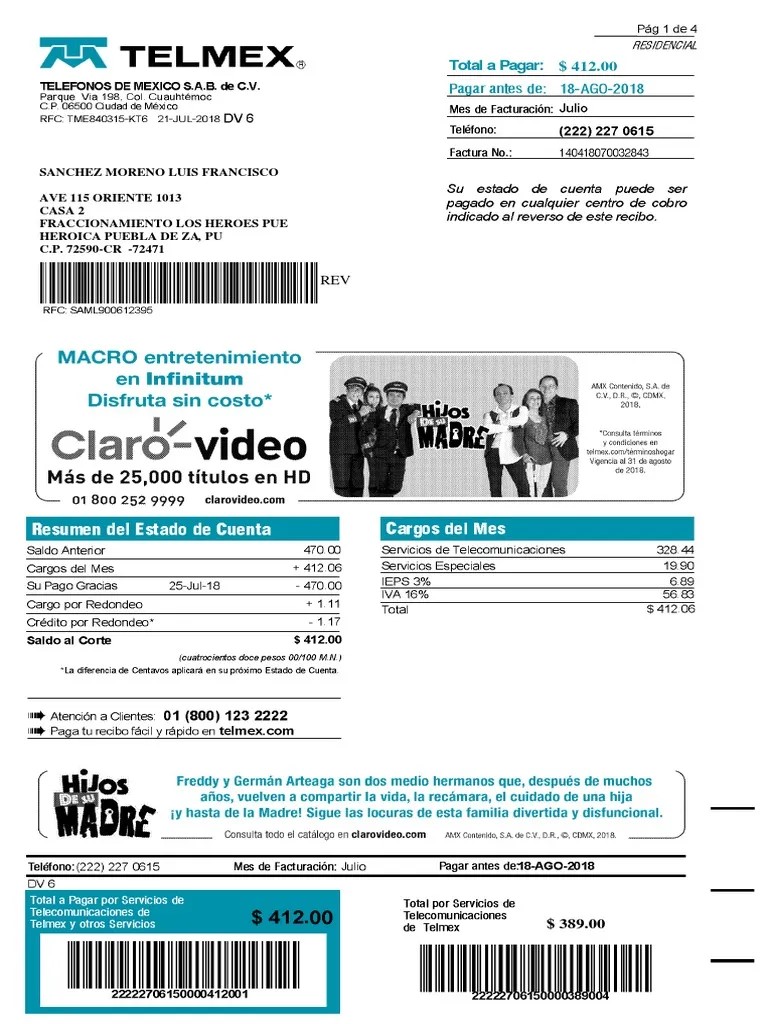 Pág 1 de 4
RESIDENCIAL
TELMEX®
TELEFONOS DE MEXICO S.A.B. de C.V.
Parque Via 198, Col. Cuauhtémoc
C.P. 06500 Ciudad de México
RFC: TME840315-KT6 21-JUL-2018 DV 6
Total a Pagar: $ 412.00
Pagar antes de: 18-AGO-2018
Mes de Facturación: Julio
Teléfono: (222) 227 0615
Factura No.: 140418070032843
SANCHEZ MORENO LUIS FRANCISCO
AVE 115 ORIENTE 1013
CASA 2
FRACCIONAMIENTO LOS HEROES PUE
HEROICA PUEBLA DE ZA, PU
C.P. 72590-CR -72471
REV
RFC: SAML900612395
Su estado de cuenta puede ser
pagado en cualquier centro de cobro
indicado al reverso de este recibo.
MACRO entretenimiento
en Infinitum
Disfruta sin costo*
Claro-video
Más de 25,000 títulos en HD
01 800 252 9999 clarovideo.com
HiJos
DE SU
MADRE
AMX Contenido, S.A. de
C.V., D.R., ©, CDMX,
2018.
*Consulta términos
y condiciones en
telmex.com/términoshogar
Vigencia al 31 de agosto
de 2018.
Resumen del Estado de Cuenta
Saldo Anterior 470.00
Cargos del Mes + 412.06
Su Pago Gracias 25-Jul-18 - 470.00
Cargo por Redondeo + 1.11
Crédito por Redondeo* - 1.17
Saldo al Corte $ 412.00
(cuatrocientos doce pesos 00/100 M.N.)
*La diferencia de Centavos aplicará en su próximo Estado de Cuenta.
Cargos del Mes
Servicios de Telecomunicaciones 328.44
Servicios Especiales 19.90
IEPS 3% 6.89
IVA 16% 56.83
Total $ 412.06
Atención a Clientes: 01 (800) 123 2222
Paga tu recibo fácil y rápido en telmex.com
HiJos
DE SU
MADRE
Freddy y Germán Arteaga son dos medio hermanos que, después de muchos
años, vuelven a compartir la vida, la recámara, el cuidado de una hija
¡y hasta de la Madre! Sigue las locuras de esta familia divertida y disfuncional.
Consulta todo el catálogo en clarovideo.com AMX Contenido, S.A. de C.V., D.R., ©, CDMX, 2018.
Teléfono: (222) 227 0615 Mes de Facturación: Julio Pagar antes de:18-AGO-2018
DV 6
Total a Pagar por Servicios de
Telecomunicaciones de
Telmex y otros Servicios
$ 412.00
22222706150000412001
Total por Servicios de
Telecomunicaciones
de Telmex
$ 389.00
22222706150000389004